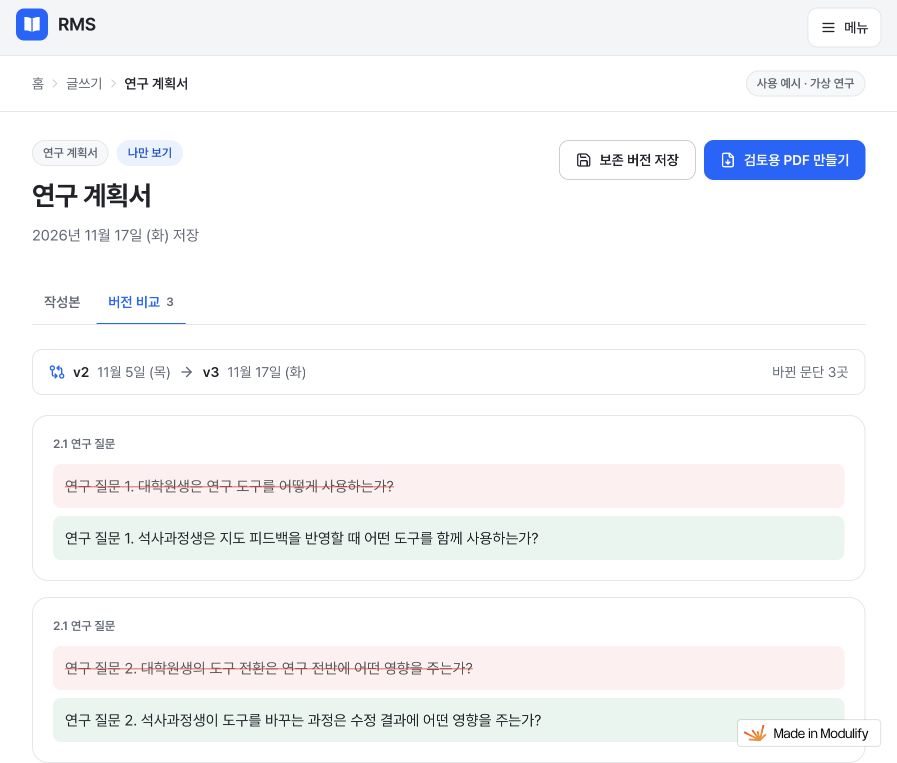 RMS
메뉴
홈 > 글쓰기 > 연구 계획서
사용 예시 · 가상 연구
연구 계획서
나만 보기
보존 버전 저장
검토용 PDF 만들기
연구 계획서
2026년 11월 17일 (화) 저장
작성본
버전 비교 3
v2 11월 5일 (목) → v3 11월 17일 (화)
바뀐 문단 3곳
2.1 연구 질문
연구 질문 1. 대학원생은 연구 도구를 어떻게 사용하는가?
연구 질문 1. 석사과정생은 지도 피드백을 반영할 때 어떤 도구를 함께 사용하는가?
2.1 연구 질문
연구 질문 2. 대학원생의 도구 전환은 연구 전반에 어떤 영향을 주는가?
연구 질문 2. 석사과정생이 도구를 바꾸는 과정은 수정 결과에 어떤 영향을 주는가?
Made in Modulify